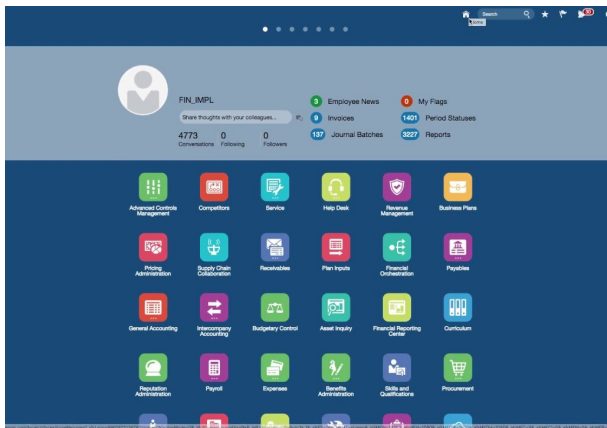 Search
50
Home
FIN_IMPL
Share thoughts with your colleagues...
4773 0 0
Conversations Following Followers
3 Employee News 0 My Flags
9 Invoices 1401 Period Statuses
137 Journal Batches 3227 Reports
Advanced Controls Management
Competitors
Service
Help Desk
Revenue Management
Business Plans
Pricing Administration
Supply Chain Collaboration
Receivables
Plan Inputs
Financial Orchestration
Payables
General Accounting
Intercompany Accounting
Budgetary Control
Asset Inquiry
Financial Reporting Center
Curriculum
Reputation Administration
Payroll
Expenses
Benefits Administration
Skills and Qualifications
Procurement